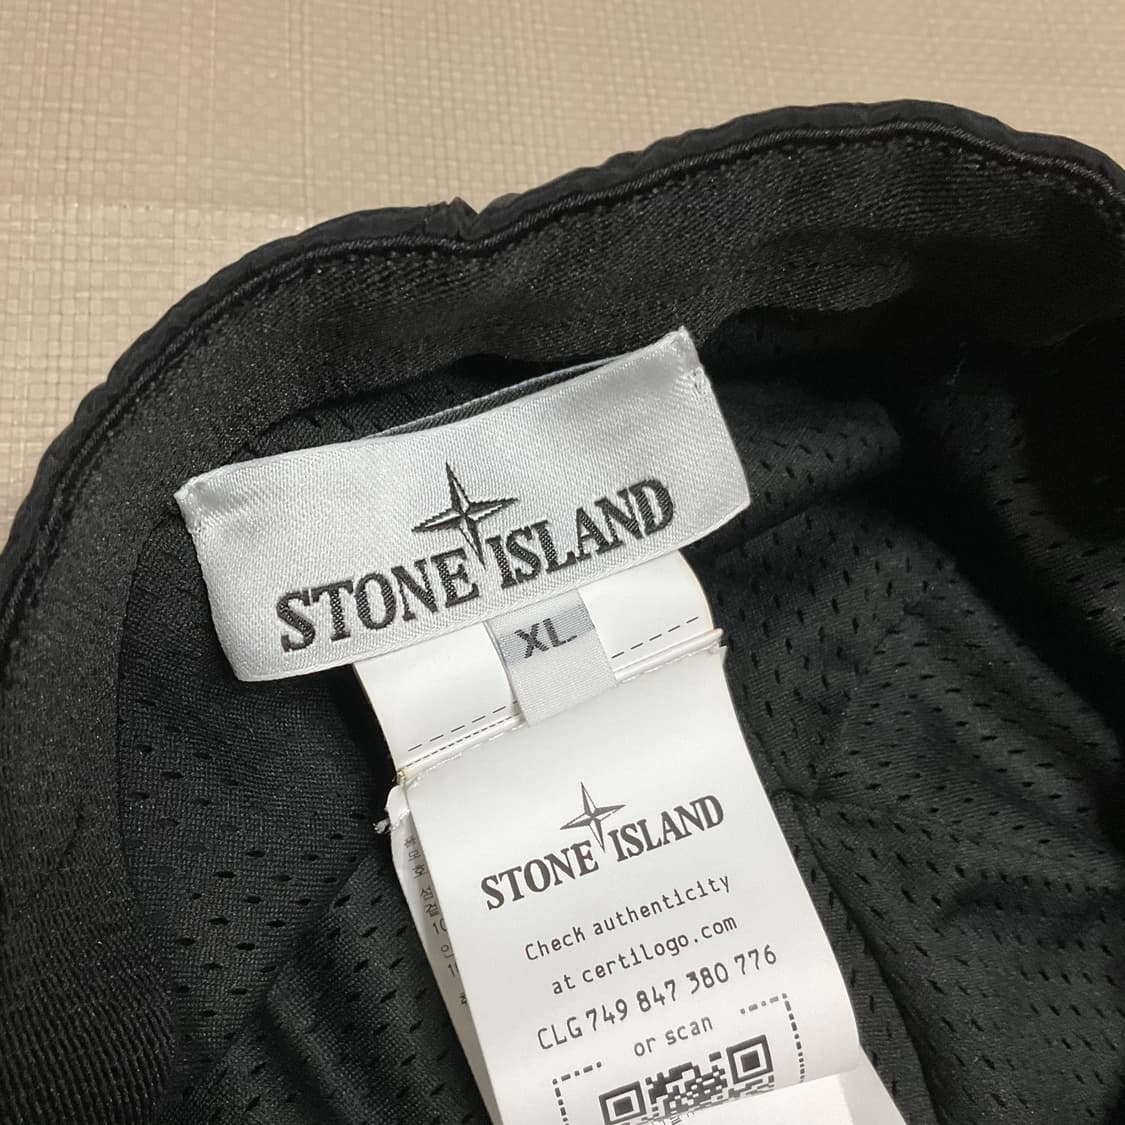 STONE ISLAND
XL
STONE ISLAND
Check authenticity
at certilogo.com
CLG 749 847 380 776
or scan